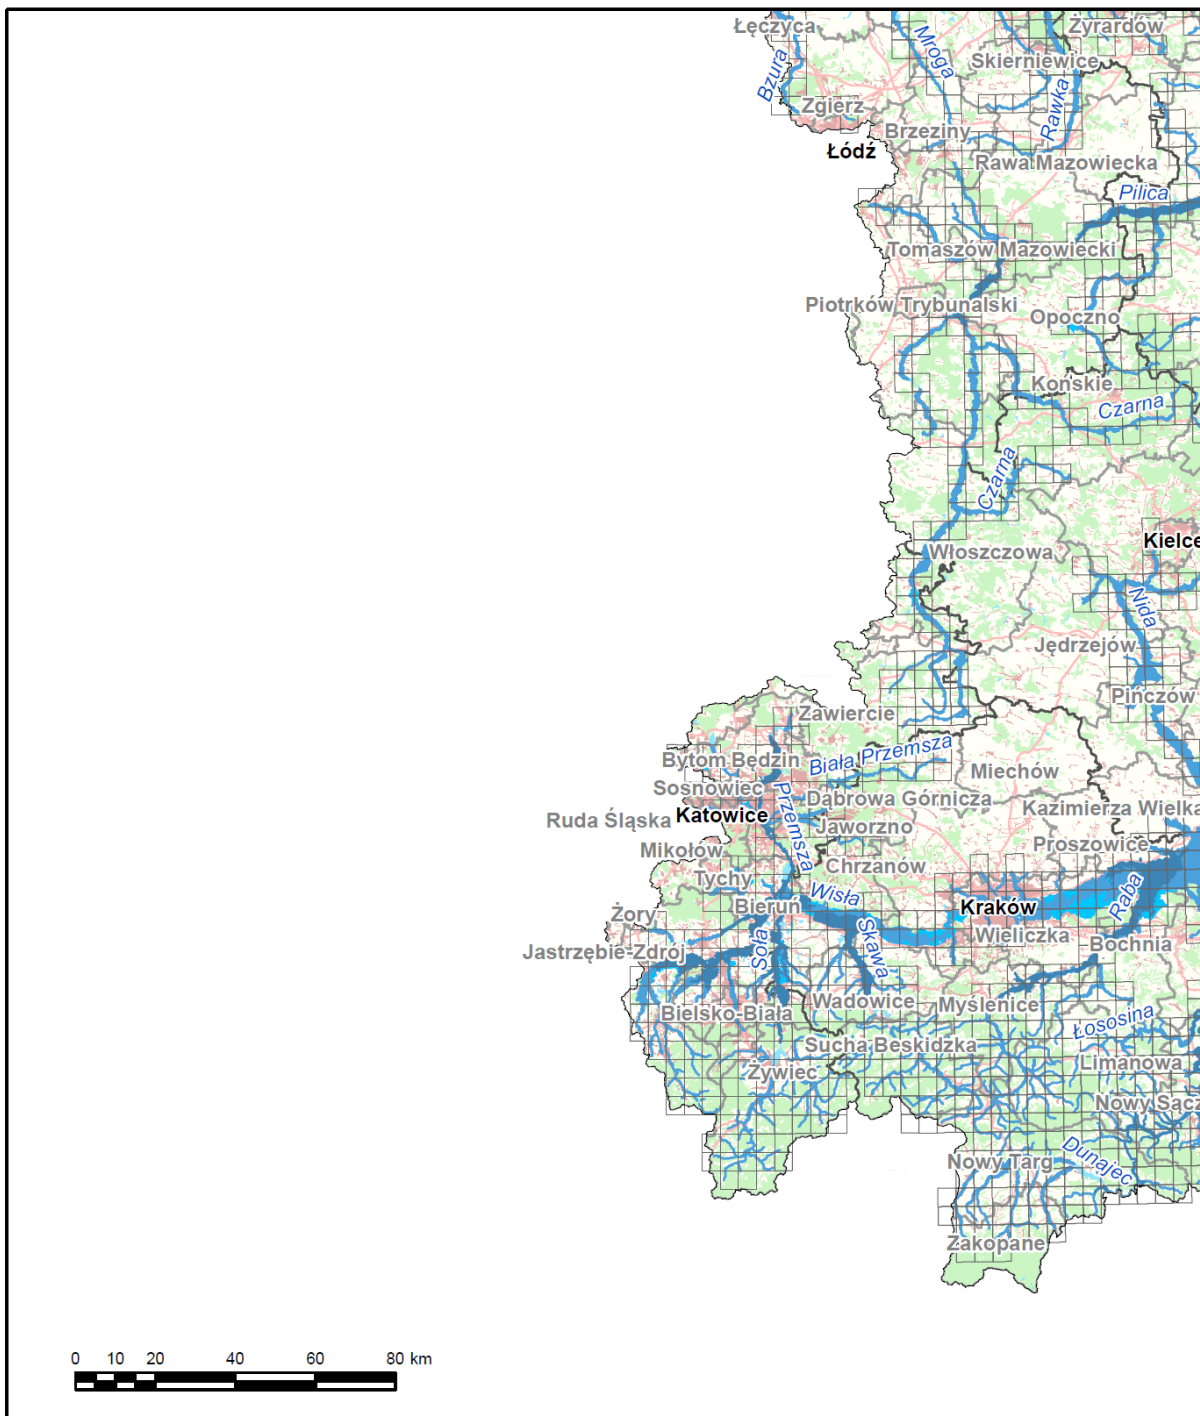 Łęczyca
Żyrardów
Mroga
Skierniewice
Bzura
Zgierz
Rawka
Brzeziny
Łódź
Rawa Mazowiecka
Pilica
Tomaszów Mazowiecki
Piotrków Trybunalski
Opoczno
Końskie
Czarna
Czarna
Kielce
Włoszczowa
Nida
Jędrzejów
Pińczów
Zawiercie
Biała Przemsza
Bytom Będzin
Miechów
Sosnowiec
Przemsza
Dąbrowa Górnicza
Kazimierza Wielka
Ruda Śląska
Katowice
Jaworzno
Proszowice
Mikołów
Chrzanów
Tychy
Wisła
Raba
Bieruń
Kraków
Żory
Skawa
Wieliczka
Bochnia
Jastrzębie-Zdrój
Soła
Wadowice
Myślenice
Bielsko-Biała
Łososina
Sucha Beskidzka
Limanowa
Żywiec
Nowy Sącz
Nowy Targ
Dunajec
Zakopane
0 10 20 40 60 80 km